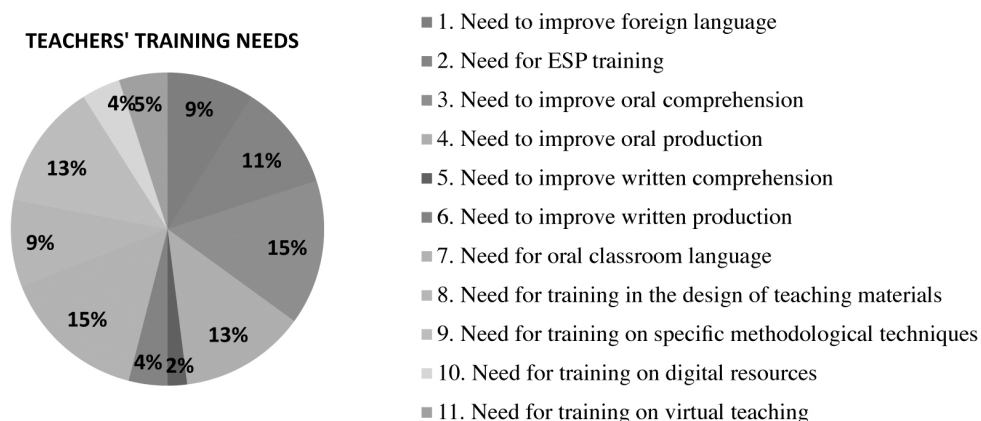 TEACHERS' TRAINING NEEDS
9%
11%
15%
13%
2%
4%
15%
9%
13%
4%
5%
1. Need to improve foreign language
2. Need for ESP training
3. Need to improve oral comprehension
4. Need to improve oral production
5. Need to improve written comprehension
6. Need to improve written production
7. Need for oral classroom language
8. Need for training in the design of teaching materials
9. Need for training on specific methodological techniques
10. Need for training on digital resources
11. Need for training on virtual teaching